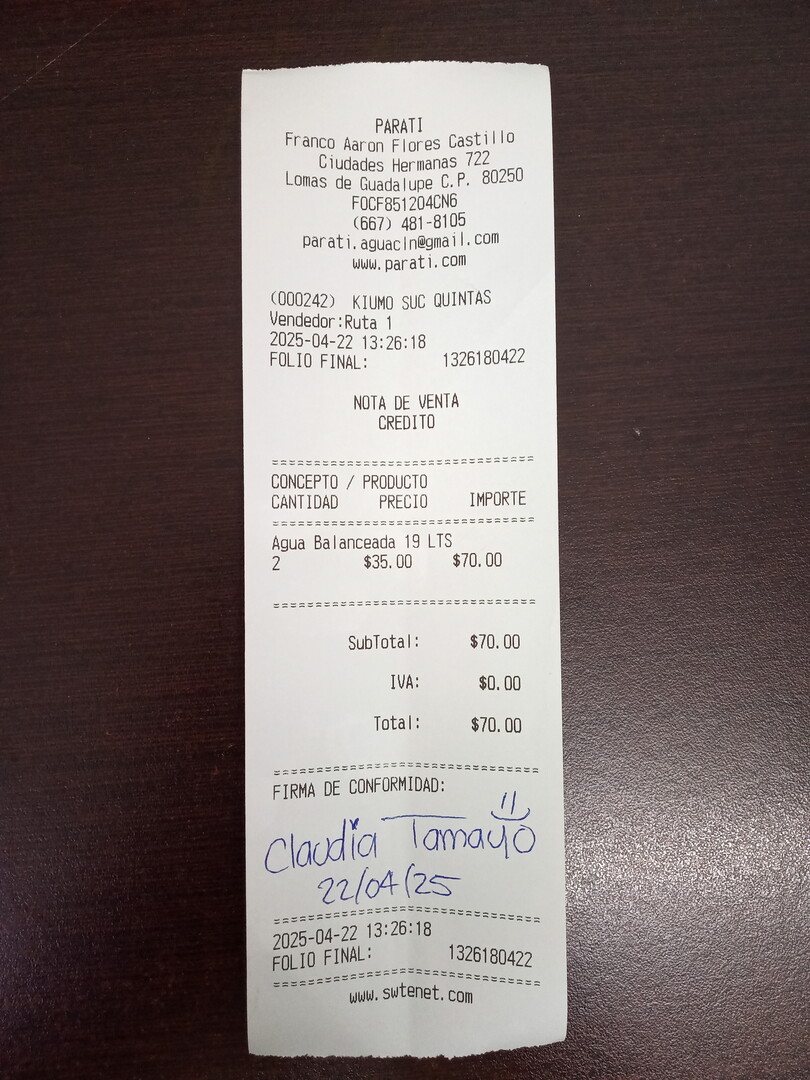 PARATI
Franco Aaron Flores Castillo
Ciudades Hermanas 722
Lomas de Guadalupe C.P. 80250
FOCF851204CN6
(667) 481-8105
parati.aguacln@gmail.com
www.parati.com
(000242) KIUMO SUC QUINTAS
Vendedor:Ruta 1
2025-04-22 13:26:18
FOLIO FINAL: 1326180422
NOTA DE VENTA
CREDITO
==================================
CONCEPTO / PRODUCTO
CANTIDAD PRECIO IMPORTE
==================================
Agua Balanceada 19 LTS
2 $35.00 $70.00
==================================
SubTotal: $70.00
IVA: $0.00
Total: $70.00
==================================
FIRMA DE CONFORMIDAD:
Claudia Tamayo
22/04/25
==================================
2025-04-22 13:26:18
FOLIO FINAL: 1326180422
==================================
www.swtenet.com